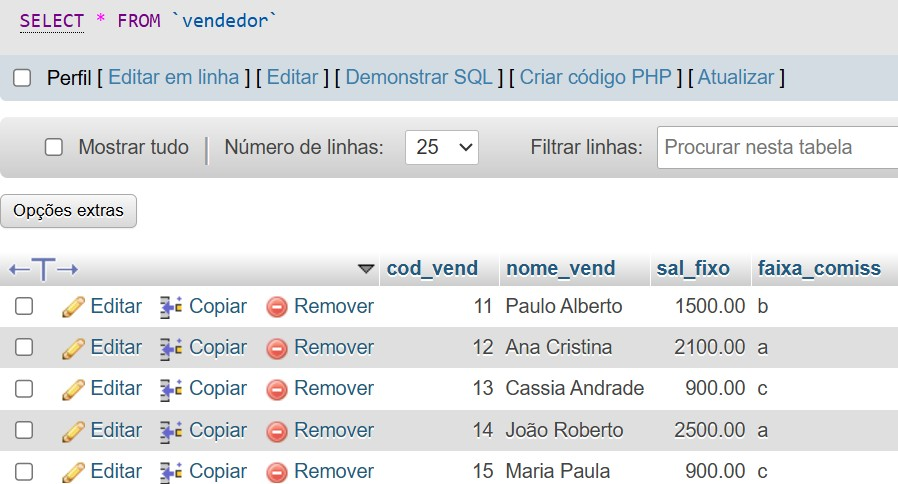 SELECT * FROM `vendedor`
Perfil [ Editar em linha ] [ Editar ] [ Demonstrar SQL ] [ Criar código PHP ] [ Atualizar ]
Mostrar tudo | Número de linhas: 25 Filtrar linhas: Procurar nesta tabela
Opções extras
←T→ cod_vend nome_vend sal_fixo faixa_comiss
Editar Copiar Remover 11 Paulo Alberto 1500.00 b
Editar Copiar Remover 12 Ana Cristina 2100.00 a
Editar Copiar Remover 13 Cassia Andrade 900.00 c
Editar Copiar Remover 14 João Roberto 2500.00 a
Editar Copiar Remover 15 Maria Paula 900.00 c